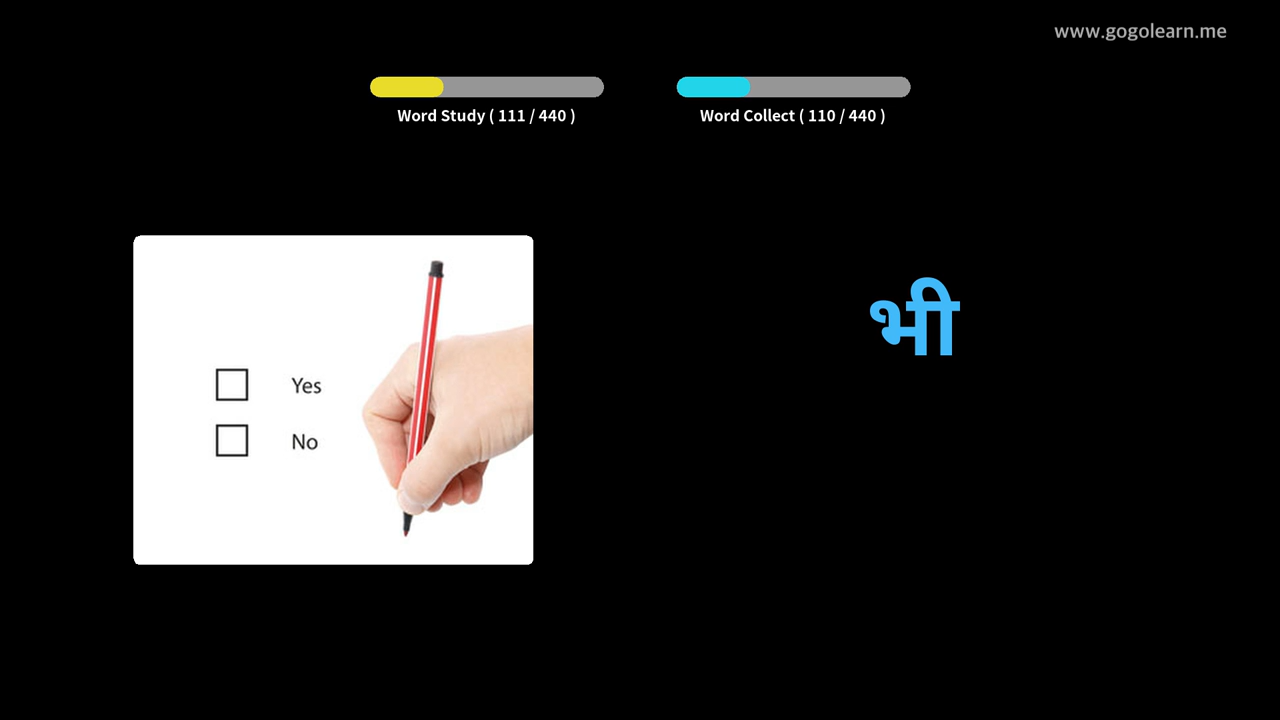 www.gogolearn.me
Word Study ( 111 / 440 )
Word Collect ( 110 / 440 )
Yes
No
भी